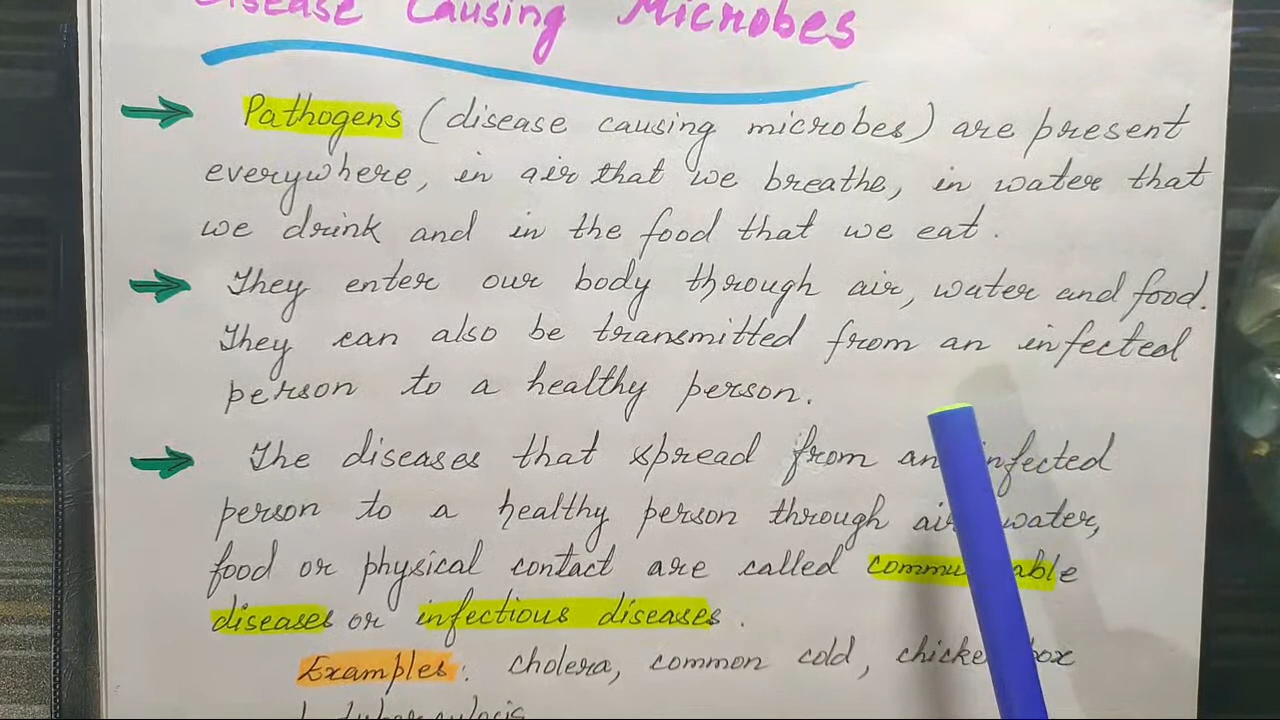 Disease Causing Microbes
Pathogens (disease causing microbes) are present
everywhere, in air that we breathe, in water that
we drink and in the food that we eat.
They enter our body through air, water and food.
They can also be transmitted from an infected
person to a healthy person.
The diseases that spread from an infected
person to a healthy person through air, water,
food or physical contact are called
diseases or infectious diseases.
Examples: cholera, common cold,
tuberculosis